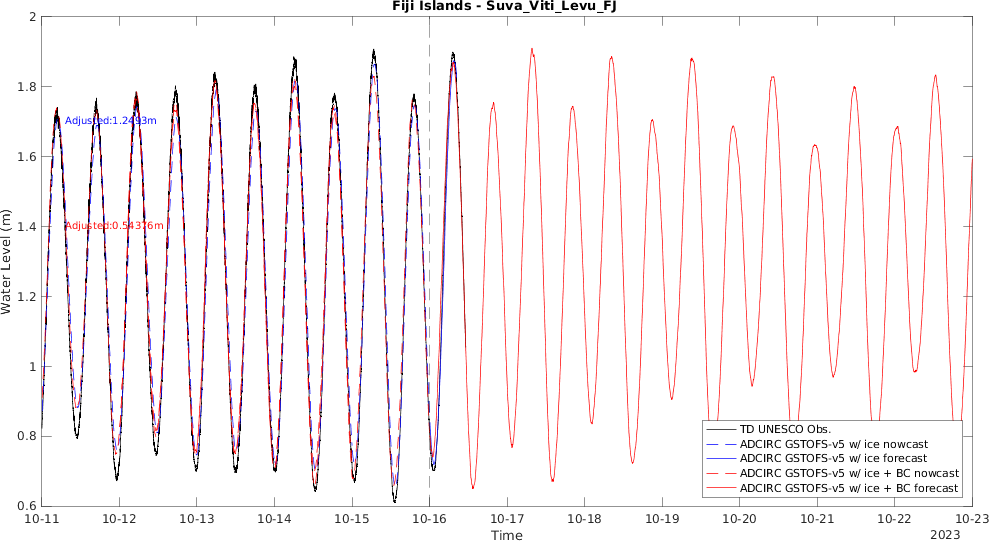 Fiji Islands - Suva_Viti_Levu_FJ
2
1.8
1.6
1.4
1.2
1
0.8
0.6
Water Level (m)
Adjusted:1.2493m
Adjusted:0.54376m
TD UNESCO Obs.
ADCIRC GSTOFS-v5 w/ ice nowcast
ADCIRC GSTOFS-v5 w/ ice forecast
ADCIRC GSTOFS-v5 w/ ice + BC nowcast
ADCIRC GSTOFS-v5 w/ ice + BC forecast
10-11 10-12 10-13 10-14 10-15 10-16 10-17 10-18 10-19 10-20 10-21 10-22 10-23
Time
2023